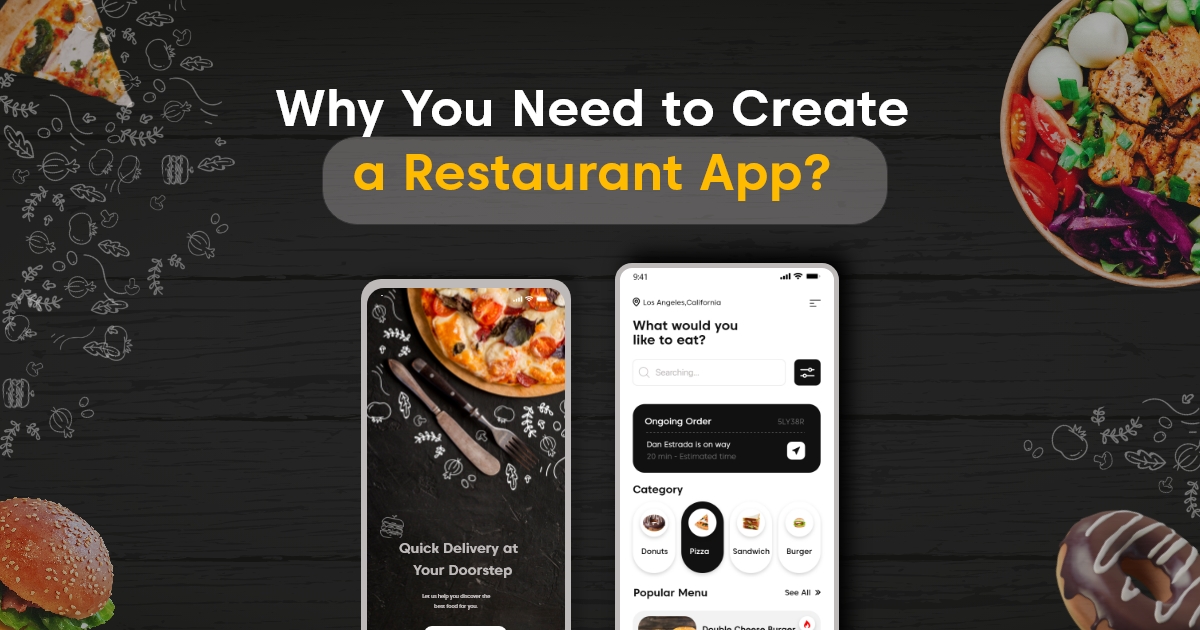 Why You Need to Create
a Restaurant App?
Quick Delivery at
Your Doorstep
Let us help you discover the
best food for you.
9:41
Los Angeles,California
What would you
like to eat?
Searching...
Ongoing Order 5LY38R
Dan Estrada is on way
20 min - Estimated time
Category
Donuts Pizza Sandwich Burger
Popular Menu See All »
Double Cheese Burger